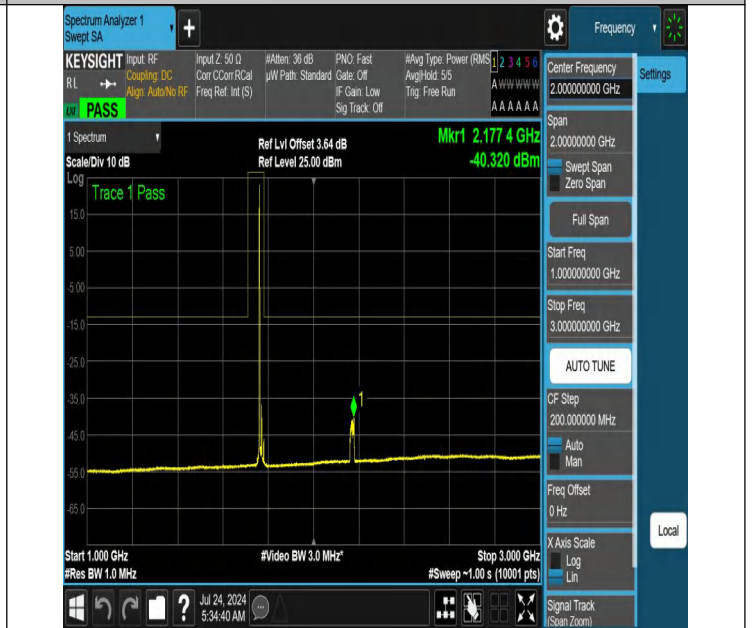 Spectrum Analyzer 1
Swept SA
+
Frequency
KEYSIGHT
RL
PASS
Input: RF
Coupling: DC
Align: Auto/No RF
Input Z: 50 Ω
Corr CCorr RCal
Freq Ref: Int (S)
#Atten: 36 dB
µW Path: Standard
PNO: Fast
Gate: Off
IF Gain: Low
Sig Track: Off
#Avg Type: Power (RMS
Avg|Hold: 5/5
Trig: Free Run
1 2 3 4 5 6
A W W W W W
A A A A A A
1 Spectrum
Scale/Div 10 dB
Ref Lvl Offset 3.64 dB
Ref Level 25.00 dBm
Mkr1 2.177 4 GHz
-40.320 dBm
Log
Trace 1 Pass
15.0
5.00
-5.00
-15.0
-25.0
-35.0
1
-45.0
-55.0
-65.0
Start 1.000 GHz
#Res BW 1.0 MHz
#Video BW 3.0 MHz*
Stop 3.000 GHz
#Sweep ~1.00 s (10001 pts)
Center Frequency
2.000000000 GHz
Span
2.00000000 GHz
Swept Span
Zero Span
Full Span
Start Freq
1.000000000 GHz
Stop Freq
3.000000000 GHz
AUTO TUNE
CF Step
200.000000 MHz
Auto
Man
Freq Offset
0 Hz
X Axis Scale
Log
Lin
Signal Track
(Span Zoom)
Settings
Local
?
Jul 24, 2024
5:34:40 AM